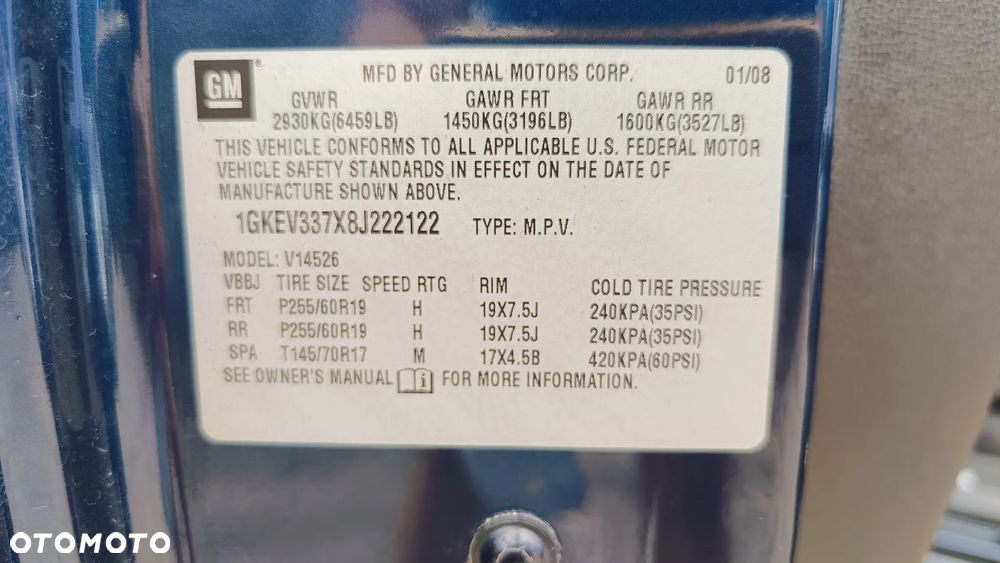 GM ® MFD BY GENERAL MOTORS CORP. 01/08
GVWR GAWR FRT GAWR RR
2930KG(6459LB) 1450KG(3196LB) 1600KG(3527LB)
THIS VEHICLE CONFORMS TO ALL APPLICABLE U.S. FEDERAL MOTOR
VEHICLE SAFETY STANDARDS IN EFFECT ON THE DATE OF
MANUFACTURE SHOWN ABOVE.
1GKEV337X8J222122 TYPE: M.P.V.
MODEL: V14526
VBBJ TIRE SIZE SPEED RTG RIM COLD TIRE PRESSURE
FRT P255/60R19 H 19X7.5J 240KPA(35PSI)
RR P255/60R19 H 19X7.5J 240KPA(35PSI)
SPA T145/70R17 M 17X4.5B 420KPA(60PSI)
SEE OWNER'S MANUAL i FOR MORE INFORMATION.
OTOMOTO